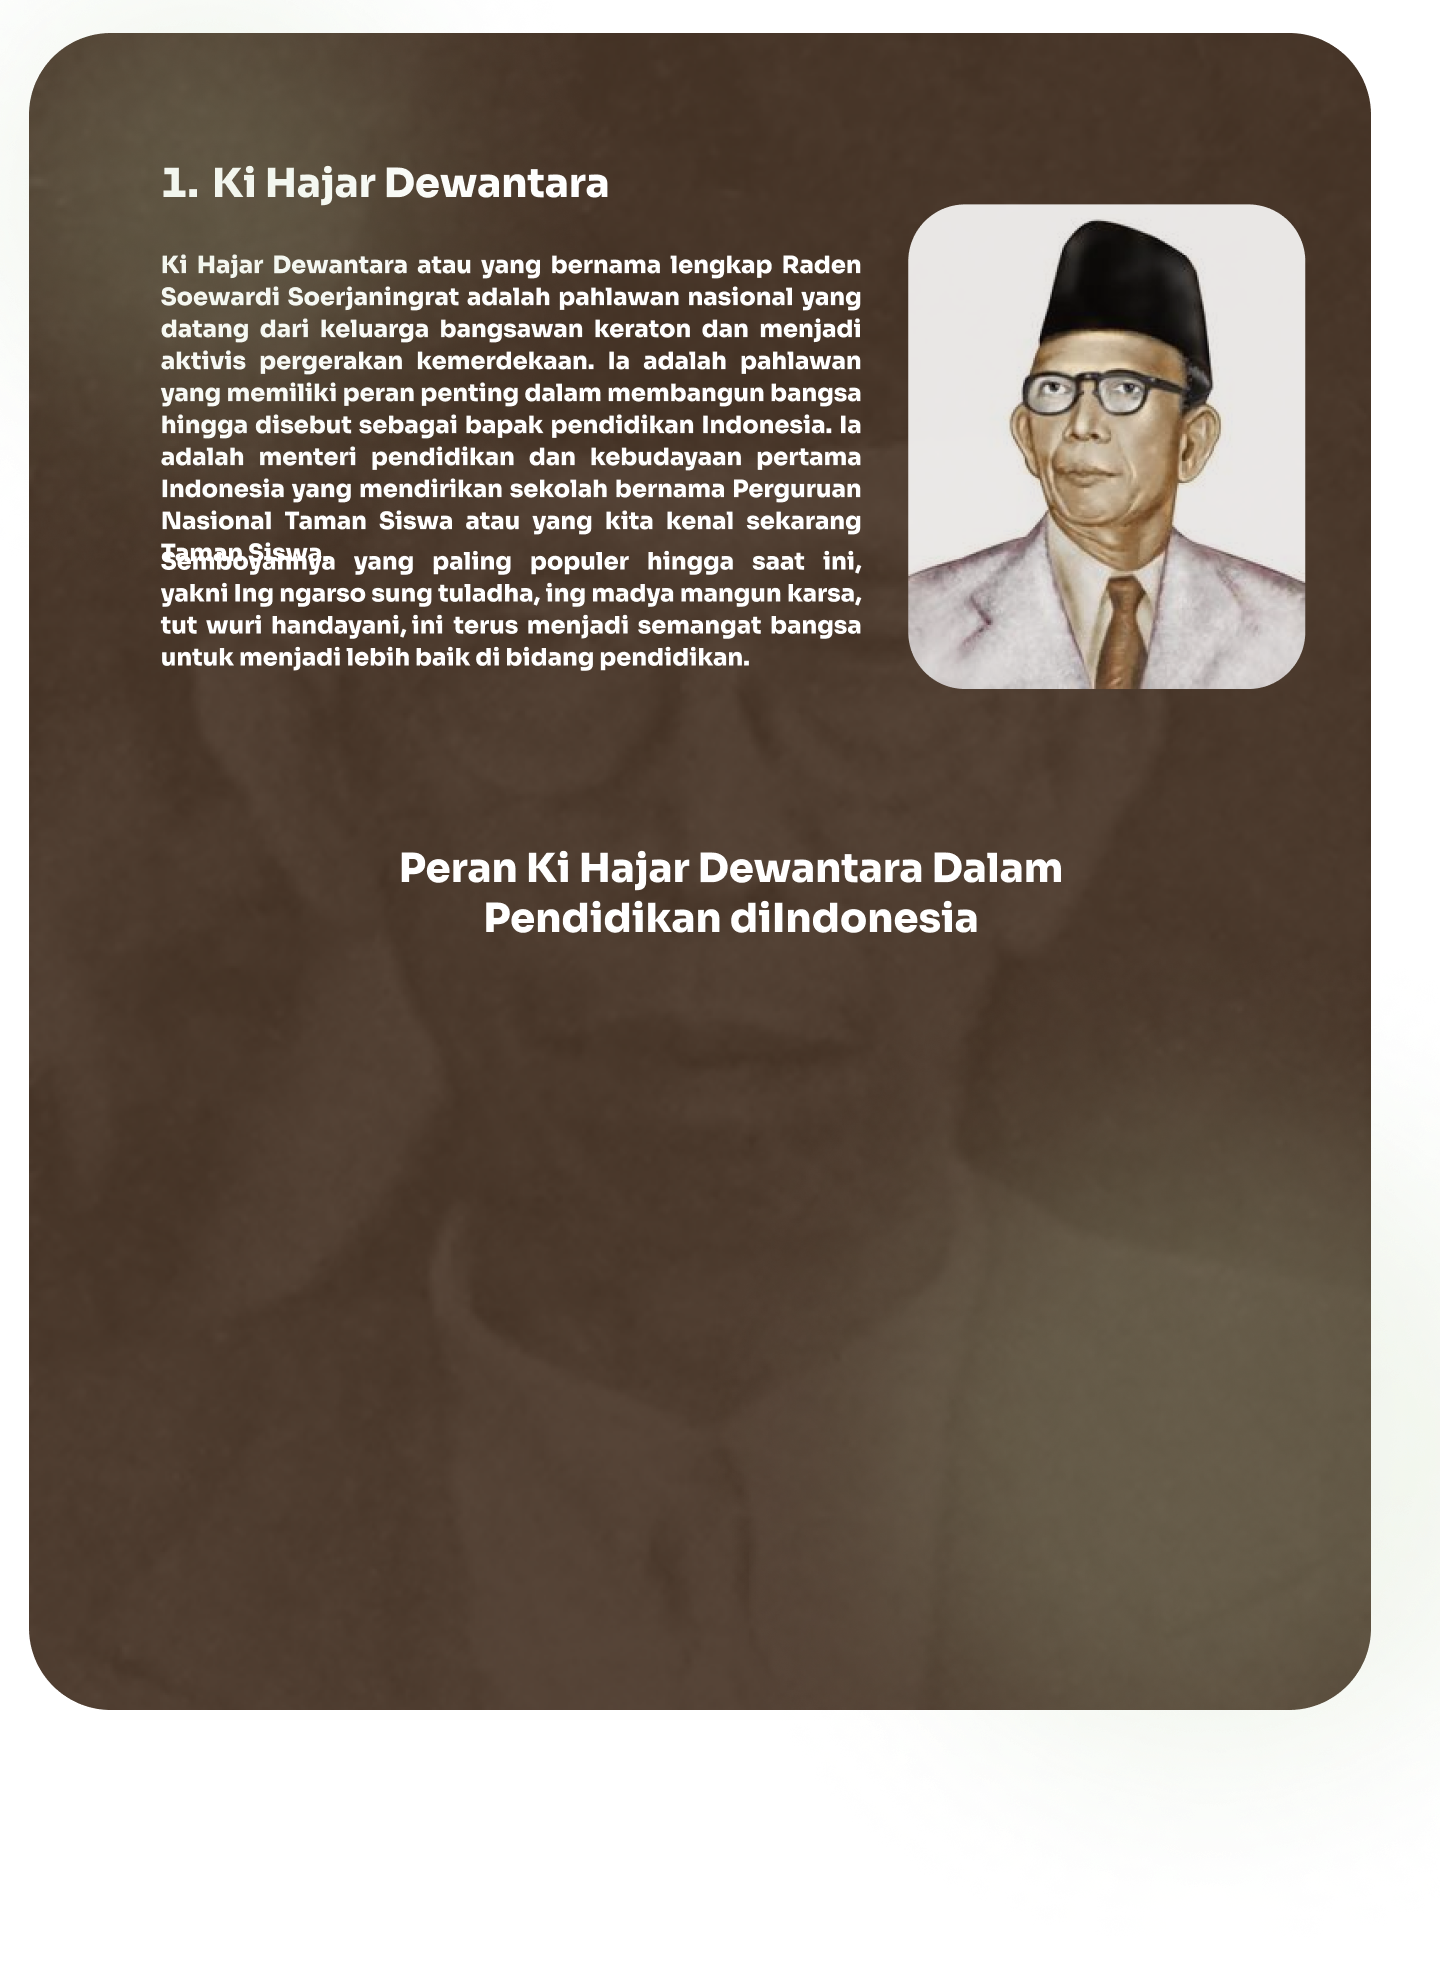 1. Ki Hajar Dewantara
Ki Hajar Dewantara atau yang bernama lengkap Raden
Soewardi Soerjaningrat adalah pahlawan nasional yang
datang dari keluarga bangsawan keraton dan menjadi
aktivis pergerakan kemerdekaan. Ia adalah pahlawan
yang memiliki peran penting dalam membangun bangsa
hingga disebut sebagai bapak pendidikan Indonesia. Ia
adalah menteri pendidikan dan kebudayaan pertama
Indonesia yang mendirikan sekolah bernama Perguruan
Nasional Taman Siswa atau yang kita kenal sekarang
Taman Siswa.
Semboyannya yang paling populer hingga saat ini,
yakni Ing ngarso sung tuladha, ing madya mangun karsa,
tut wuri handayani, ini terus menjadi semangat bangsa
untuk menjadi lebih baik di bidang pendidikan.
Peran Ki Hajar Dewantara Dalam
Pendidikan diIndonesia